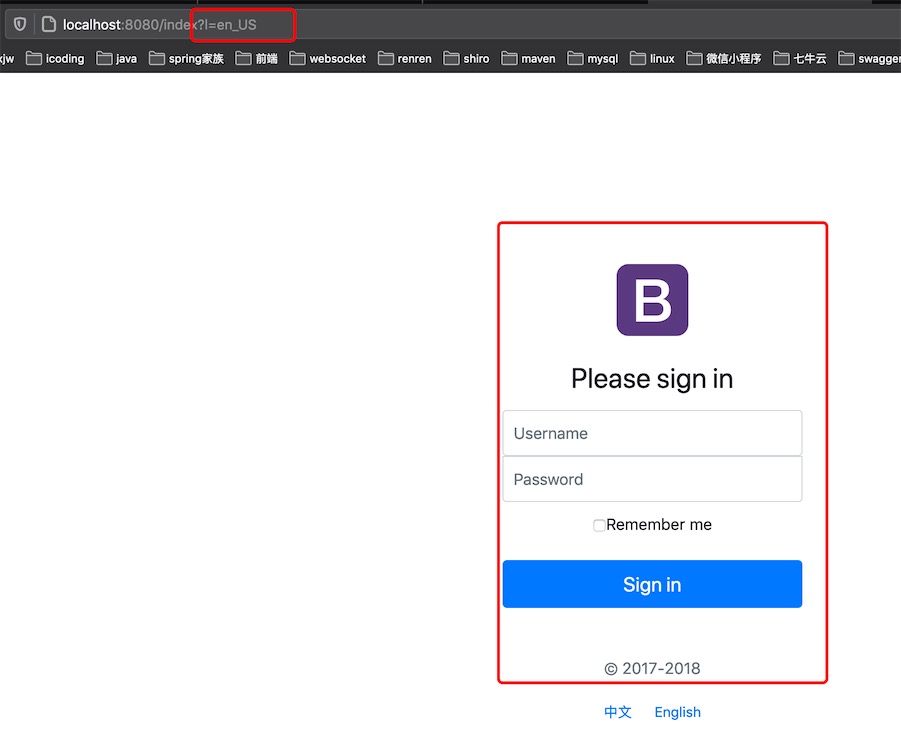 localhost:8080/index?l=en_US
kjw icoding java spring家族 前端 websocket renren shiro maven mysql linux 微信小程序 七牛云 swagger
B
Please sign in
Username
Password
Remember me
Sign in
© 2017-2018
中文 English